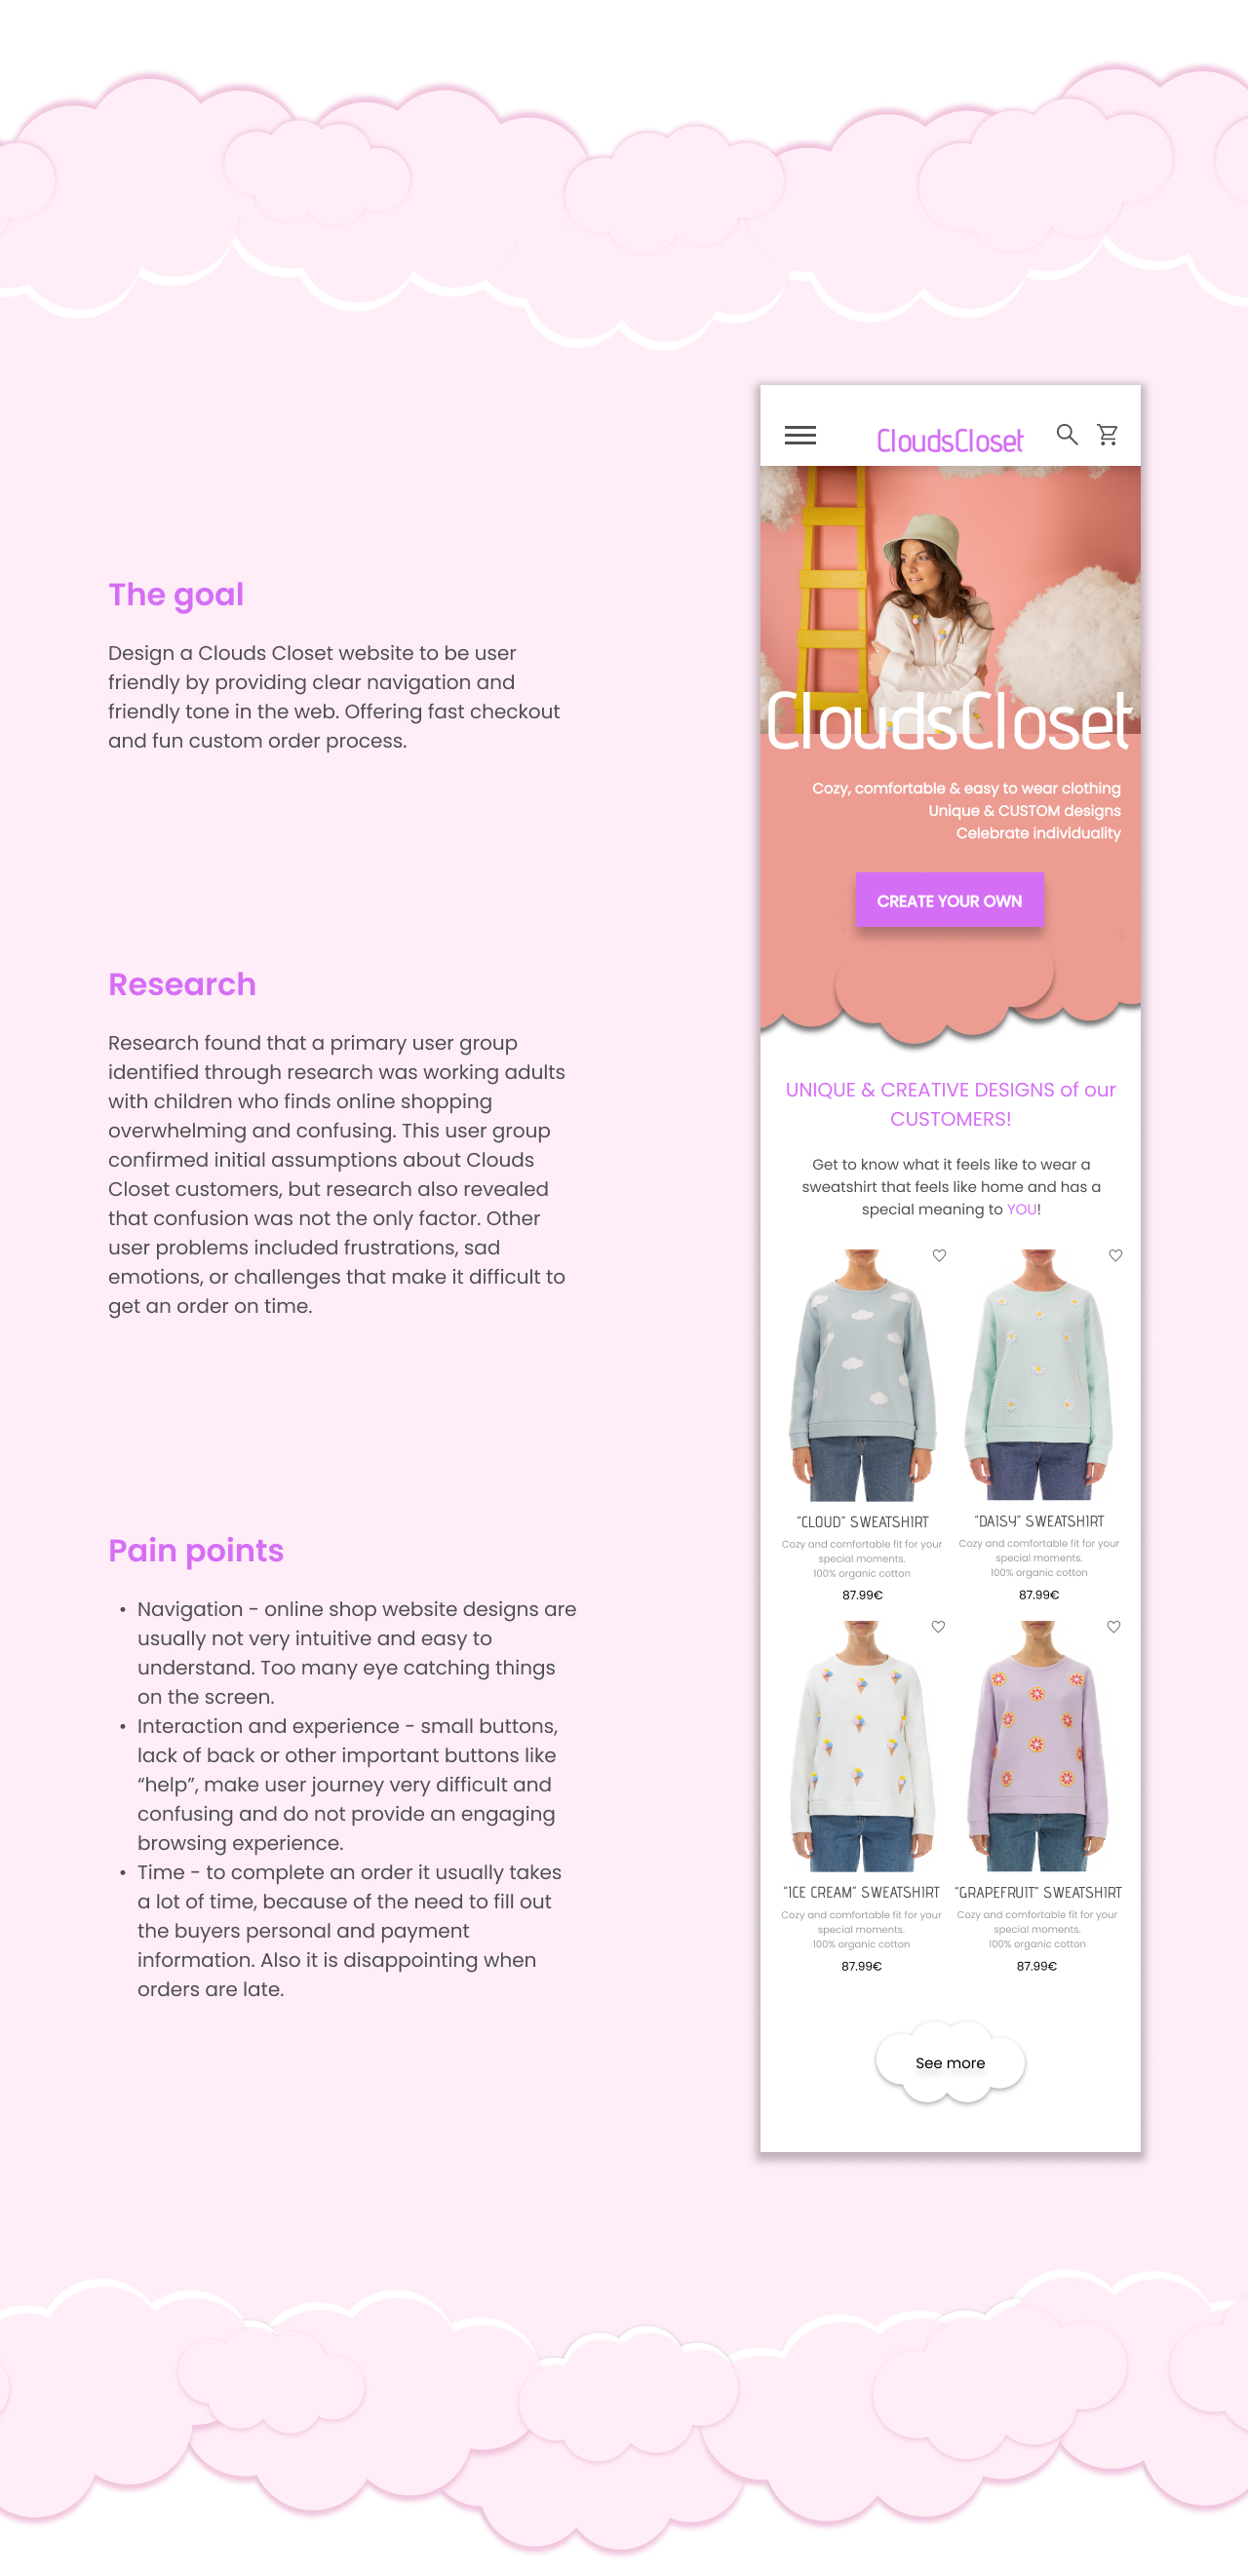 The goal
Design a Clouds Closet website to be user
friendly by providing clear navigation and
friendly tone in the web. Offering fast checkout
and fun custom order process.
Research
Research found that a primary user group
identified through research was working adults
with children who finds online shopping
overwhelming and confusing. This user group
confirmed initial assumptions about Clouds
Closet customers, but research also revealed
that confusion was not the only factor. Other
user problems included frustrations, sad
emotions, or challenges that make it difficult to
get an order on time.
Pain points
• Navigation - online shop website designs are
usually not very intuitive and easy to
understand. Too many eye catching things
on the screen.
• Interaction and experience - small buttons,
lack of back or other important buttons like
“help”, make user journey very difficult and
confusing and do not provide an engaging
browsing experience.
• Time - to complete an order it usually takes
a lot of time, because of the need to fill out
the buyers personal and payment
information. Also it is disappointing when
orders are late.
CloudsCloset
CloudsCloset
Cozy, comfortable & easy to wear clothing
Unique & CUSTOM designs
Celebrate individuality
CREATE YOUR OWN
UNIQUE & CREATIVE DESIGNS of our
CUSTOMERS!
Get to know what it feels like to wear a
sweatshirt that feels like home and has a
special meaning to YOU!
"CLOUD" SWEATSHIRT
Cozy and comfortable fit for your
special moments.
100% organic cotton
87.99€
"DAISY" SWEATSHIRT
Cozy and comfortable fit for your
special moments.
100% organic cotton
87.99€
"ICE CREAM" SWEATSHIRT
Cozy and comfortable fit for your
special moments.
100% organic cotton
87.99€
"GRAPEFRUIT" SWEATSHIRT
Cozy and comfortable fit for your
special moments.
100% organic cotton
87.99€
See more